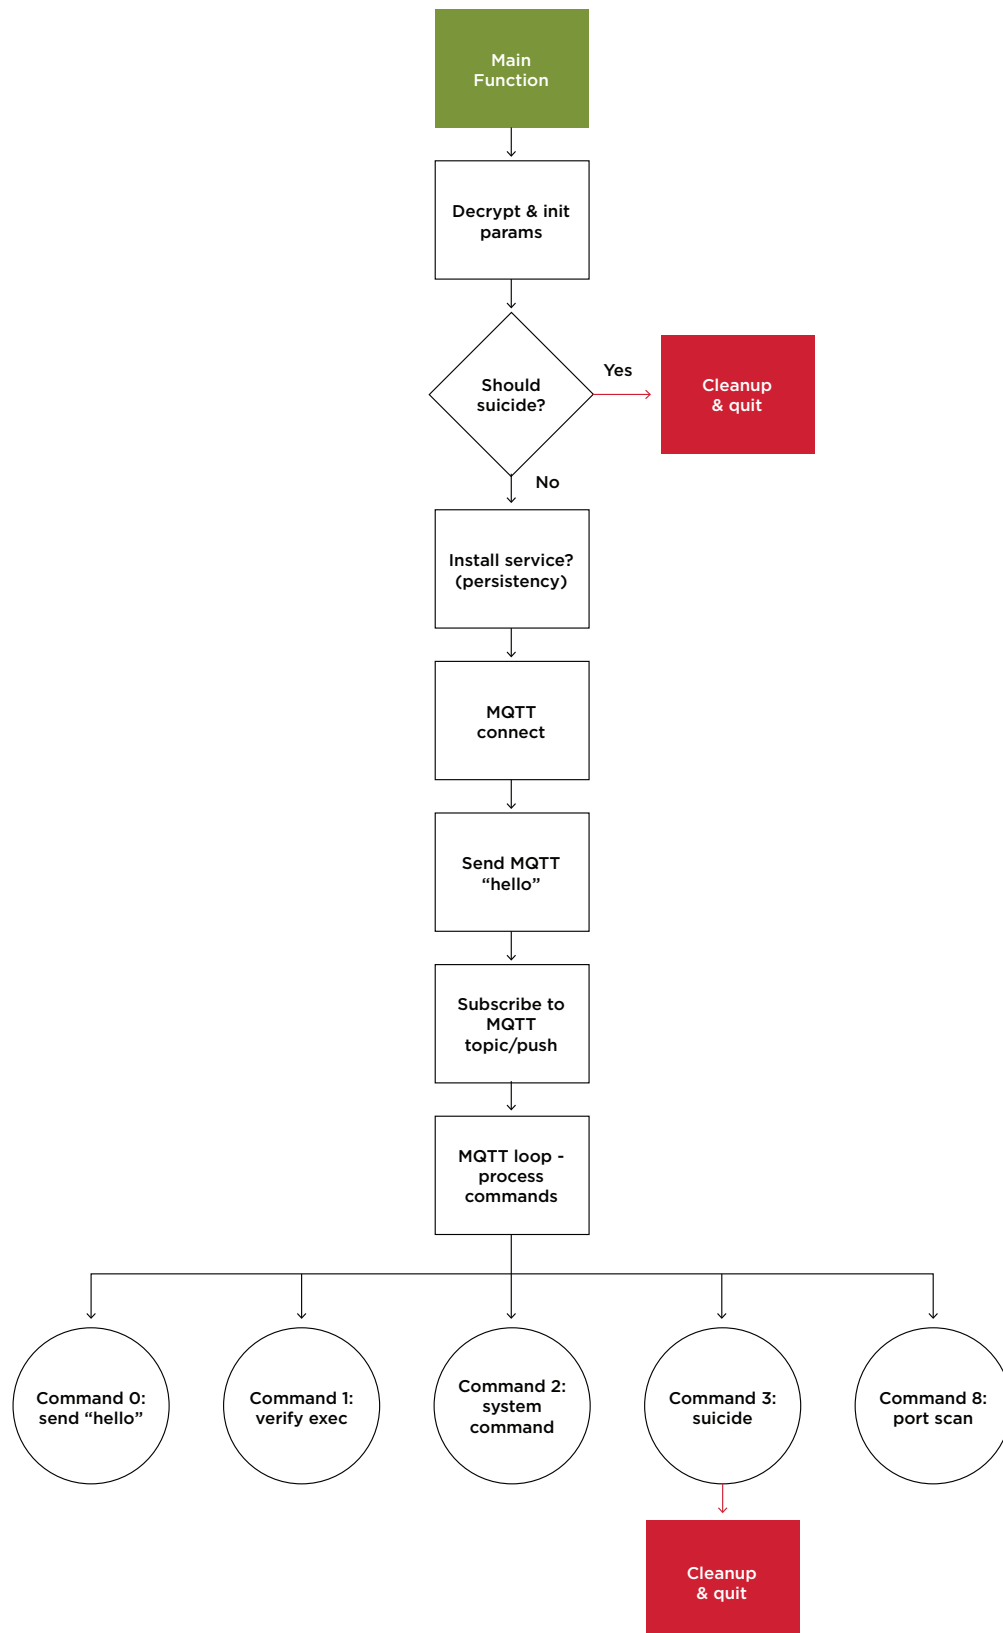 Main
Function
Decrypt & init
params
Should
suicide?
Yes
Cleanup
& quit
No
Install service?
(persistency)
MQTT
connect
Send MQTT
“hello”
Subscribe to
MQTT
topic/push
MQTT loop -
process
commands
Command 0:
send “hello”
Command 1:
verify exec
Command 2:
system
command
Command 3:
suicide
Command 8:
port scan
Cleanup
& quit